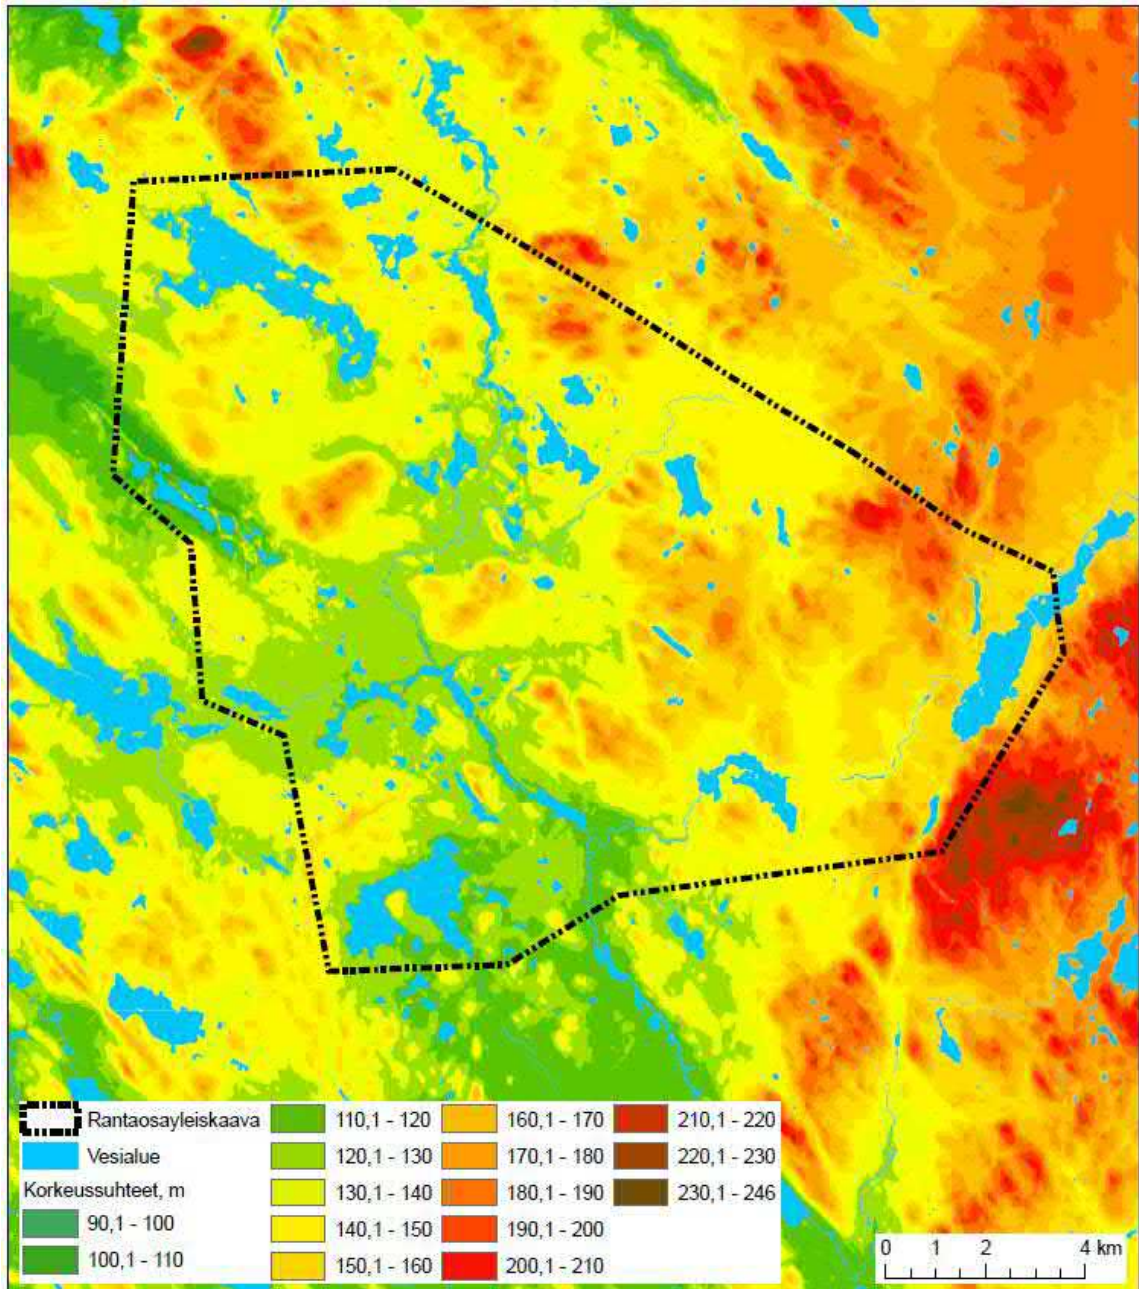 Rantaosayleiskaava
Vesialue
Korkeussuhteet, m
90,1 - 100
100,1 - 110
110,1 - 120
120,1 - 130
130,1 - 140
140,1 - 150
150,1 - 160
160,1 - 170
170,1 - 180
180,1 - 190
190,1 - 200
200,1 - 210
210,1 - 220
220,1 - 230
230,1 - 246
0 1 2 4 km